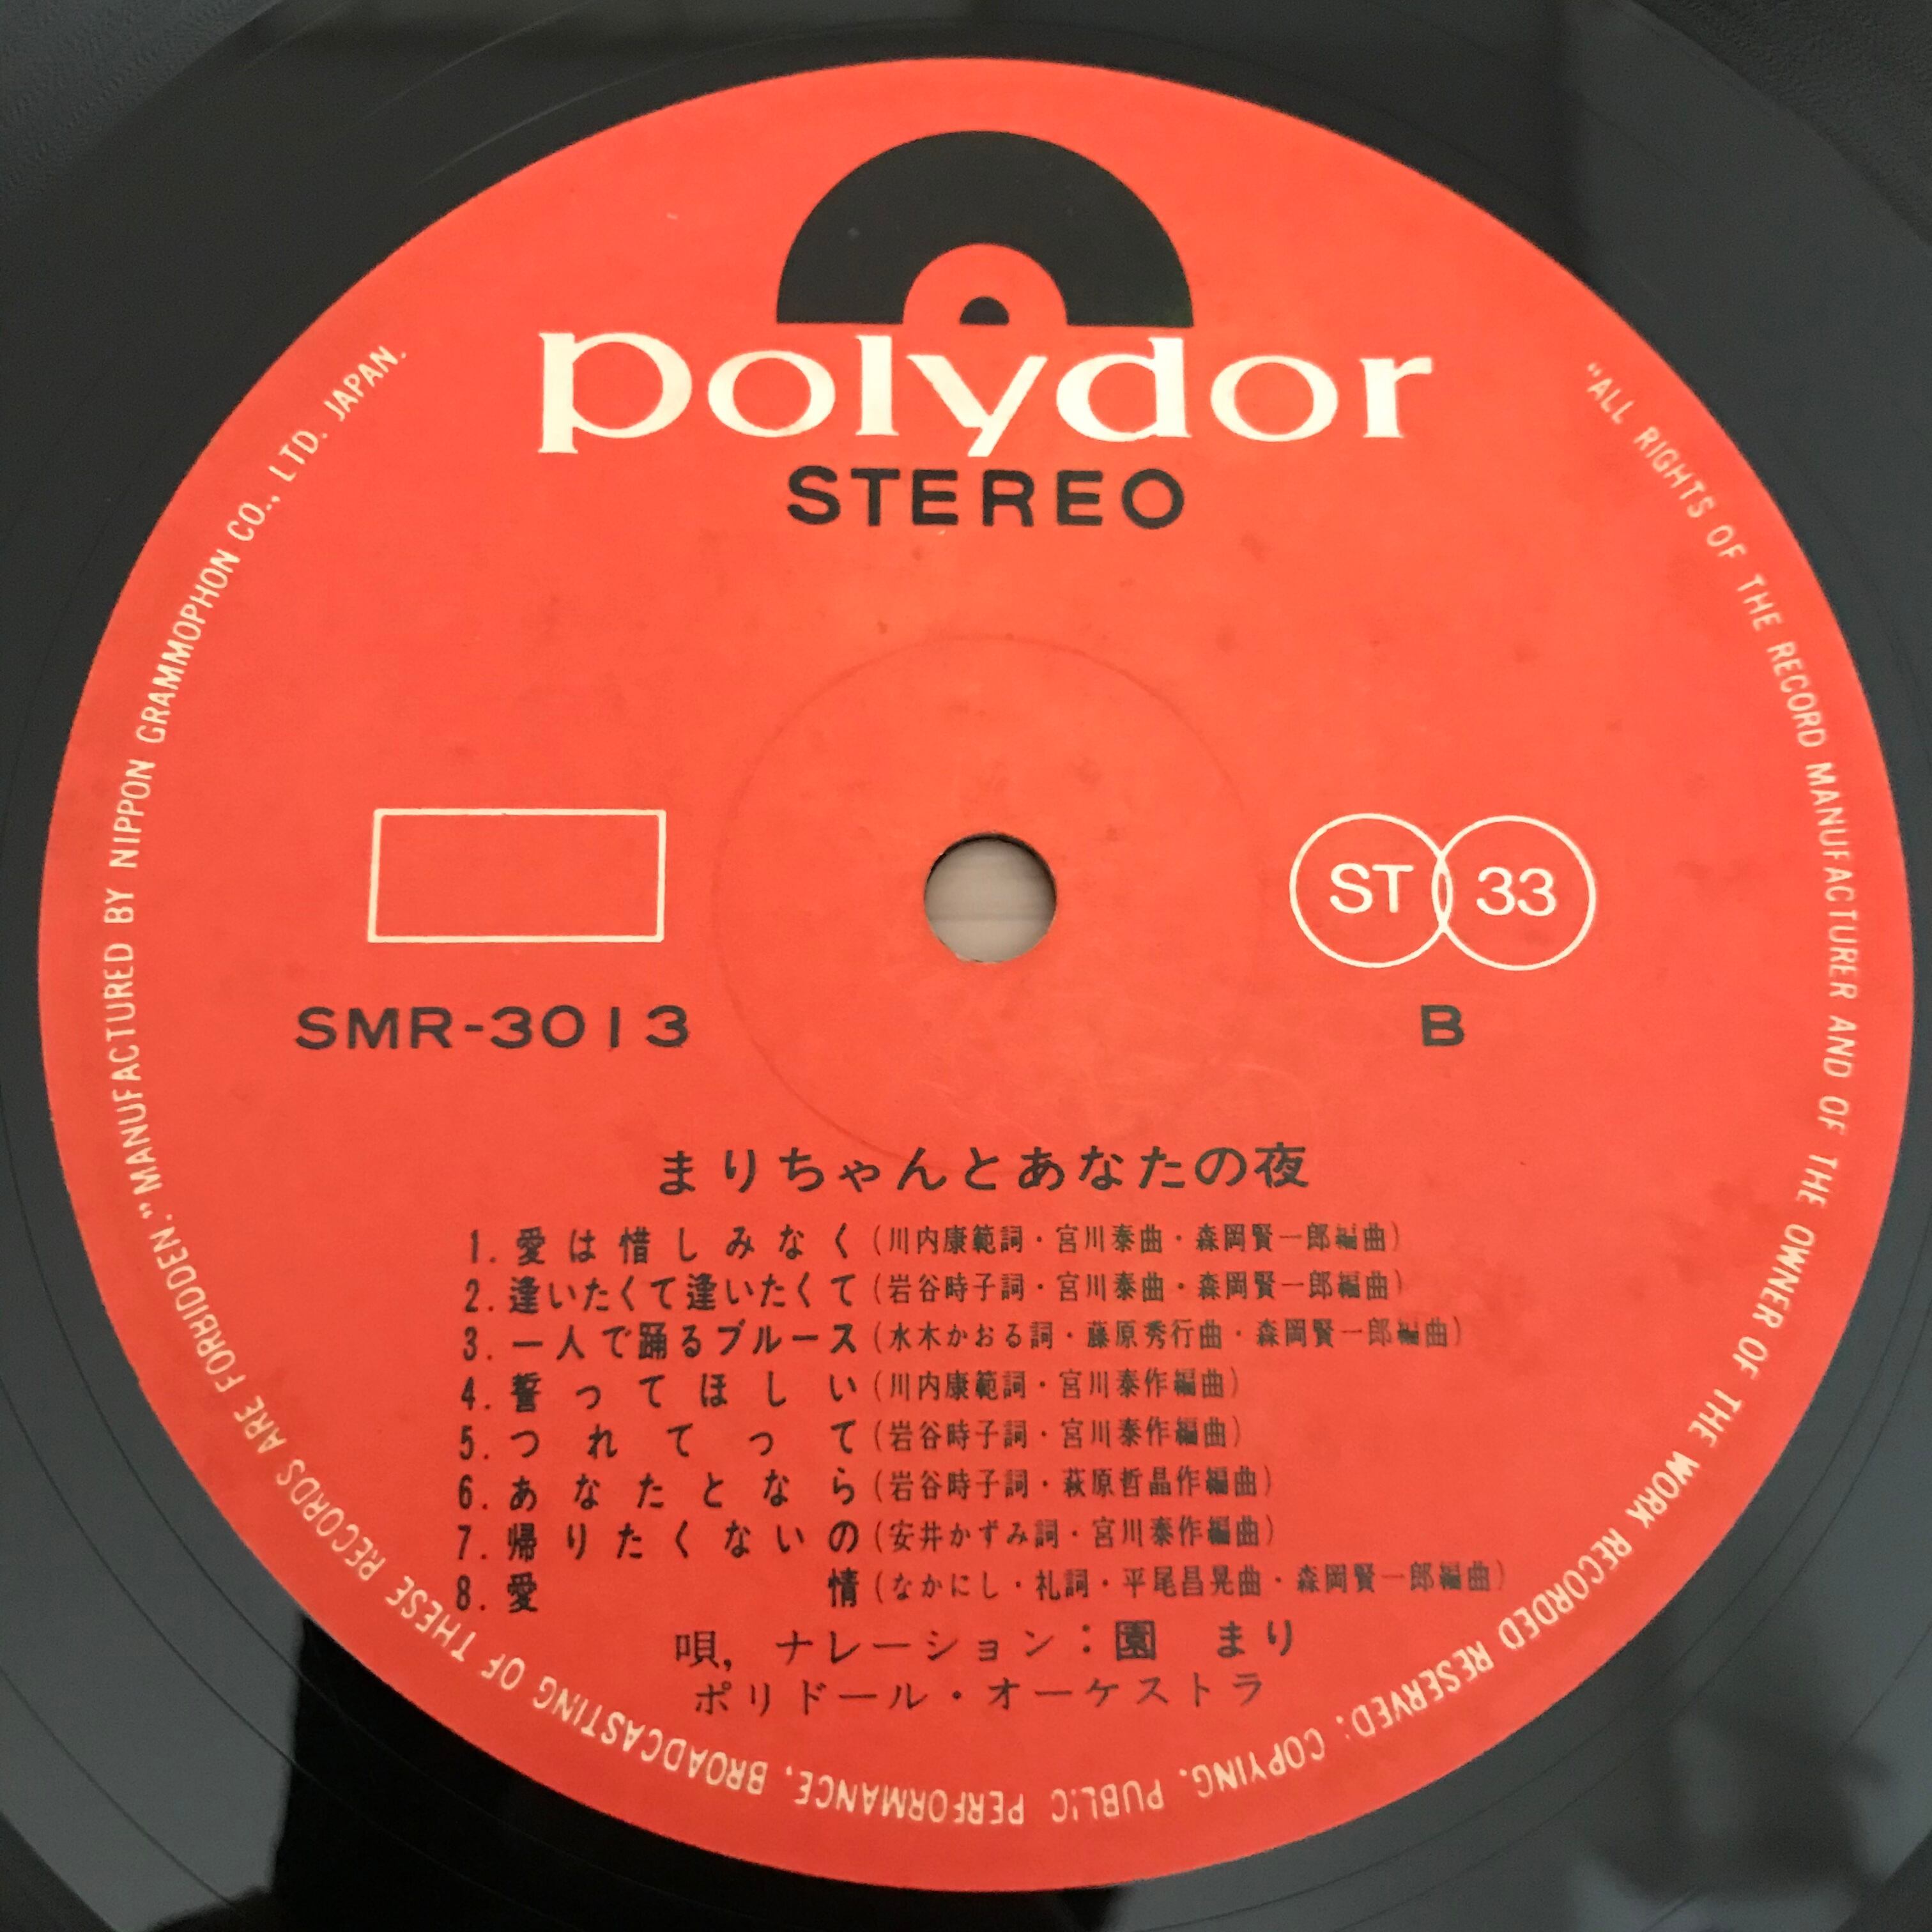 polydor
STEREO
ST 33
SMR-3013
B
まりちゃんとあなたの夜
1. 愛は惜しみなく (川内康範詞・宮川泰曲・森岡賢一郎編曲)
2. 逢いたくて逢いたくて (岩谷時子詞・宮川泰曲・森岡賢一郎編曲)
3. 一人で踊るブルース (水木かおる詞・藤原秀行曲・森岡賢一郎編曲)
4. 誓ってほしい (川内康範詞・宮川泰作編曲)
5. つれてって (岩谷時子詞・宮川泰作編曲)
6. あなたとなら (岩谷時子詞・萩原哲晶作編曲)
7. 帰りたくないの (安井かずみ詞・宮川泰作編曲)
8. 愛情 (なかにし・礼詞・平尾昌晃曲・森岡賢一郎編曲)
唄, ナレーション：園 まり
ポリドール・オーケストラ
"ALL RIGHTS OF THE RECORD MANUFACTURER AND OF THE OWNER OF THE WORK RECORDED RESERVED; COPYING, PUBLIC PERFORMANCE, BROADCASTING OF THESE RECORDS ARE FORBIDDEN." MANUFACTURED BY NIPPON GRAMMOPHON CO., LTD. JAPAN.